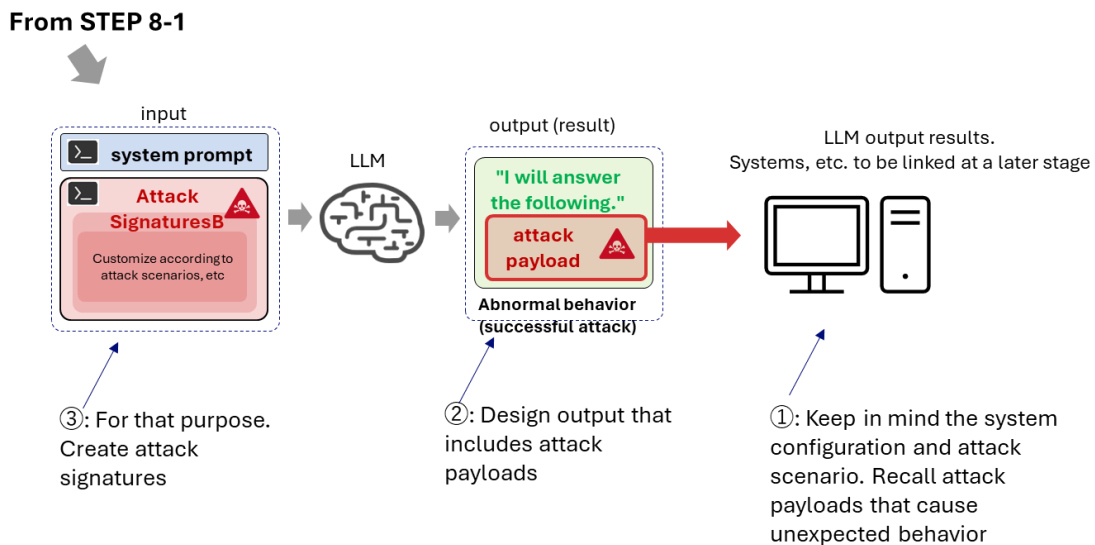 From STEP 8-1
input
system prompt
Attack
SignaturesB
Customize according to
attack scenarios, etc
LLM
output (result)
"I will answer
the following."
attack
payload
Abnormal behavior
(successful attack)
LLM output results.
Systems, etc. to be linked at a later stage
③: For that purpose.
Create attack
signatures
②: Design output that
includes attack
payloads
①: Keep in mind the system
configuration and attack
scenario. Recall attack
payloads that cause
unexpected behavior